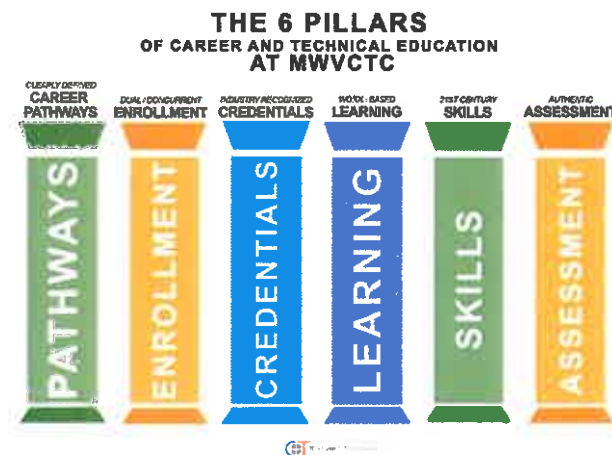 THE 6 PILLARS
OF CAREER AND TECHNICAL EDUCATION
AT MWVCTC
CLEARLY DEFINED
CAREER
PATHWAYS
DUAL / CONCURRENT
ENROLLMENT
INDUSTRY RECOGNIZED
CREDENTIALS
WORK - BASED
LEARNING
21ST CENTURY
SKILLS
AUTHENTIC
ASSESSMENT
PATHWAYS
ENROLLMENT
CREDENTIALS
LEARNING
SKILLS
ASSESSMENT